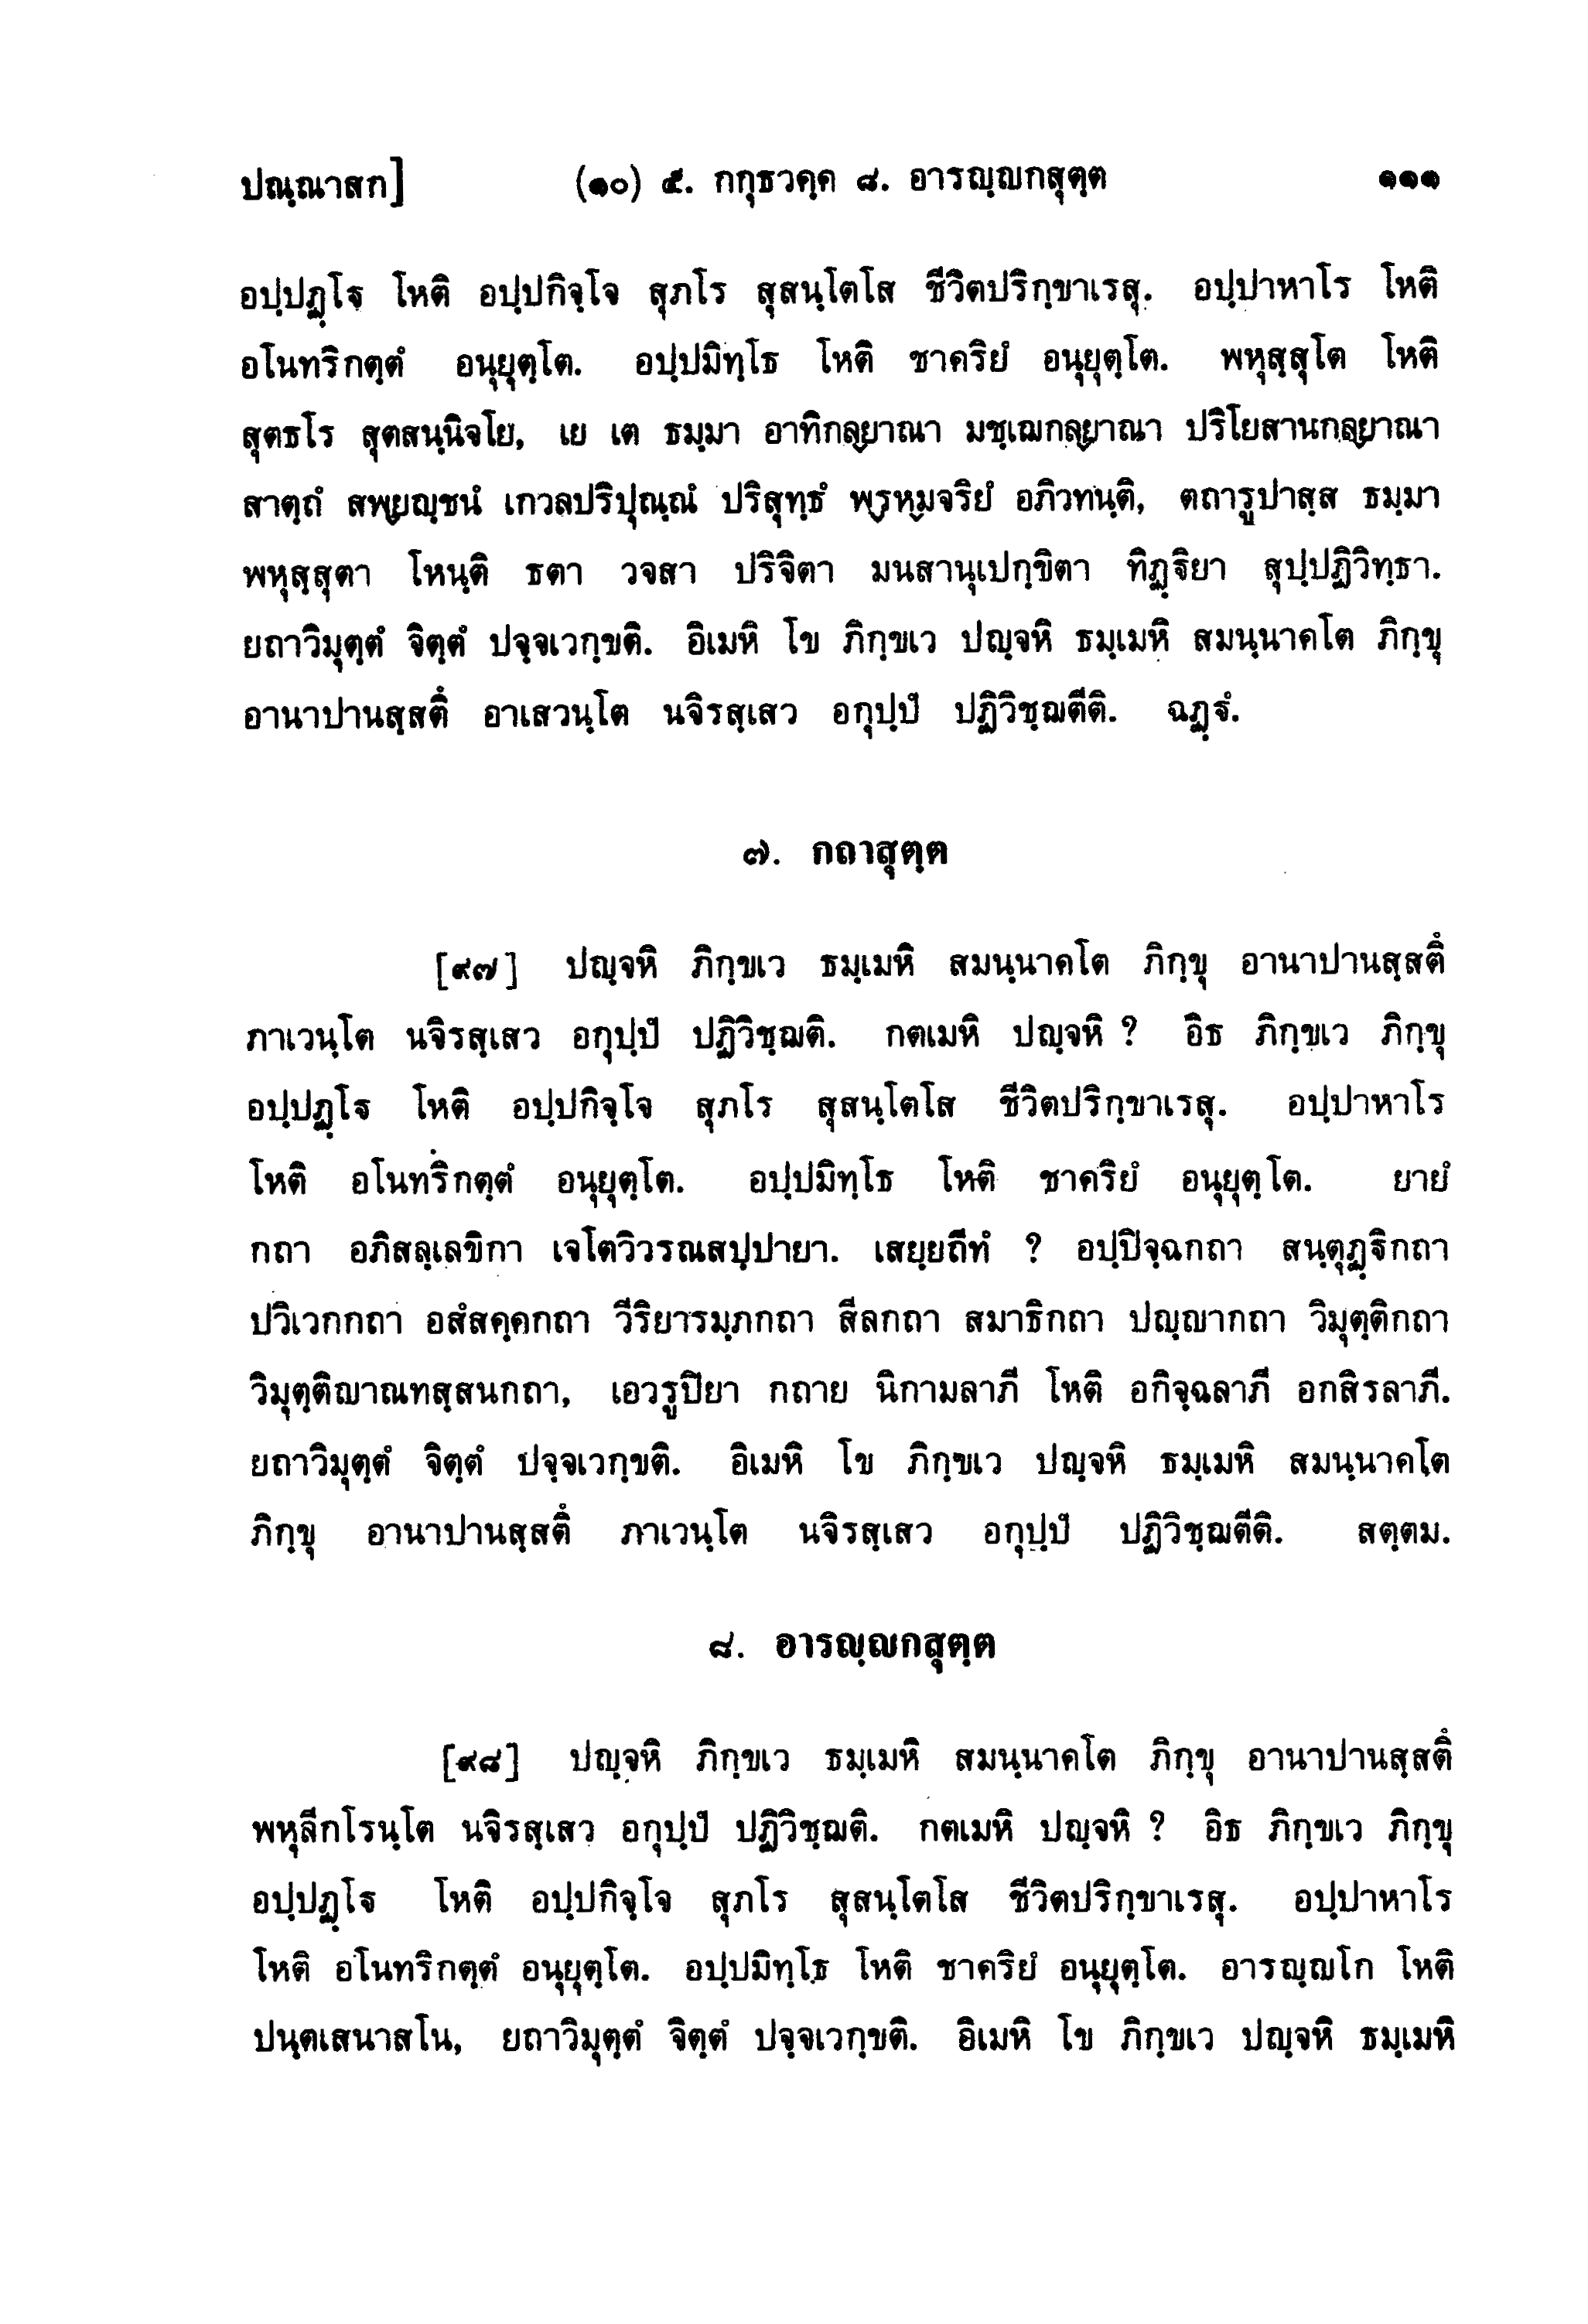 ปณฺณาสก] (๑๐) ๕. กกุธวคฺค ๘. อารญฺญกสุตฺต ๑๑๑
อปฺปฏฺโฐ โหติ อปฺปกิจฺโจ สุภโร สุสนฺโตโส ชีวิตปริกฺขาเรสุ. อปฺปาหาโร โหติ
อโนทริกตฺตํ อนุยุตฺโต. อปฺปมิทฺโธ โหติ ชาคริยํ อนุยุตฺโต. พหุสฺสุโต โหติ
สุตธโร สุตสนฺนิจโย, เย เต ธมฺมา อาทิกลฺยาณา มชฺเฌกลฺยาณา ปริโยสานกลฺยาณา
สาตฺถํ สพฺยญฺชนํ เกวลปริปุณฺณํ ปริสุทฺธํ พฺรหฺมจริยํ อภิวทนฺติ, ตถารูปาสฺส ธมฺมา
พหุสฺสุตา โหนฺติ ธตา วจสา ปริจิตา มนสานุเปกฺขิตา ทิฏฺฐิยา สุปฺปฏิวิทฺธา.
ยถาวิมุตฺตํ จิตฺตํ ปจฺจเวกฺขติ. อิเมหิ โข ภิกฺขเว ปญฺจหิ ธมฺเมหิ สมนฺนาคโต ภิกฺขุ
อานาปานสฺสตึ อาเสวนฺโต นจิรสฺเสว อกุปฺปํ ปฏิวิชฺฌตีติ. ฉฏฺฐํ.
๗. กถาสุตฺต
[๙๗] ปญฺจหิ ภิกฺขเว ธมฺเมหิ สมนฺนาคโต ภิกฺขุ อานาปานสฺสตึ
ภาเวนฺโต นจิรสฺเสว อกุปฺปํ ปฏิวิชฺฌติ. กตเมหิ ปญฺจหิ ? อิธ ภิกฺขเว ภิกฺขุ
อปฺปฏฺโฐ โหติ อปฺปกิจฺโจ สุภโร สุสนฺโตโส ชีวิตปริกฺขาเรสุ. อปฺปาหาโร
โหติ อโนทริกตฺตํ อนุยุตฺโต. อปฺปมิทฺโธ โหติ ชาคริยํ อนุยุตฺโต. ยายํ
กถา อภิสลฺเลขิกา เจโตวิวรณสปฺปายา. เสยฺยถีทํ ? อปฺปิจฺฉกถา สนฺตุฏฺฐิกถา
ปวิเวกกถา อสํสคฺคกถา วีริยารมฺภกถา สีลกถา สมาธิกถา ปญฺญากถา วิมุตฺติกถา
วิมุตฺติญาณทสฺสนกถา, เอวรูปิยา กถาย นิกามลาภี โหติ อกิจฺฉลาภี อกสิรลาภี.
ยถาวิมุตฺตํ จิตฺตํ ปจฺจเวกฺขติ. อิเมหิ โข ภิกฺขเว ปญฺจหิ ธมฺเมหิ สมนฺนาคโต
ภิกฺขุ อานาปานสฺสตึ ภาเวนฺโต นจิรสฺเสว อกุปฺปํ ปฏิวิชฺฌตีติ. สตฺตม.
๘. อารญฺญกสุตฺต
[๙๘] ปญฺจหิ ภิกฺขเว ธมฺเมหิ สมนฺนาคโต ภิกฺขุ อานาปานสฺสตึ
พหุลีกโรนฺโต นจิรสฺเสว อกุปฺปํ ปฏิวิชฺฌติ. กตเมหิ ปญฺจหิ ? อิธ ภิกฺขเว ภิกฺขุ
อปฺปฏฺโฐ โหติ อปฺปกิจฺโจ สุภโร สุสนฺโตโส ชีวิตปริกฺขาเรสุ. อปฺปาหาโร
โหติ อโนทริกตฺตํ อนุยุตฺโต. อปฺปมิทฺโธ โหติ ชาคริยํ อนุยุตฺโต. อารญฺญโก โหติ
ปนฺตเสนาสโน, ยถาวิมุตฺตํ จิตฺตํ ปจฺจเวกฺขติ. อิเมหิ โข ภิกฺขเว ปญฺจหิ ธมฺเมหิ